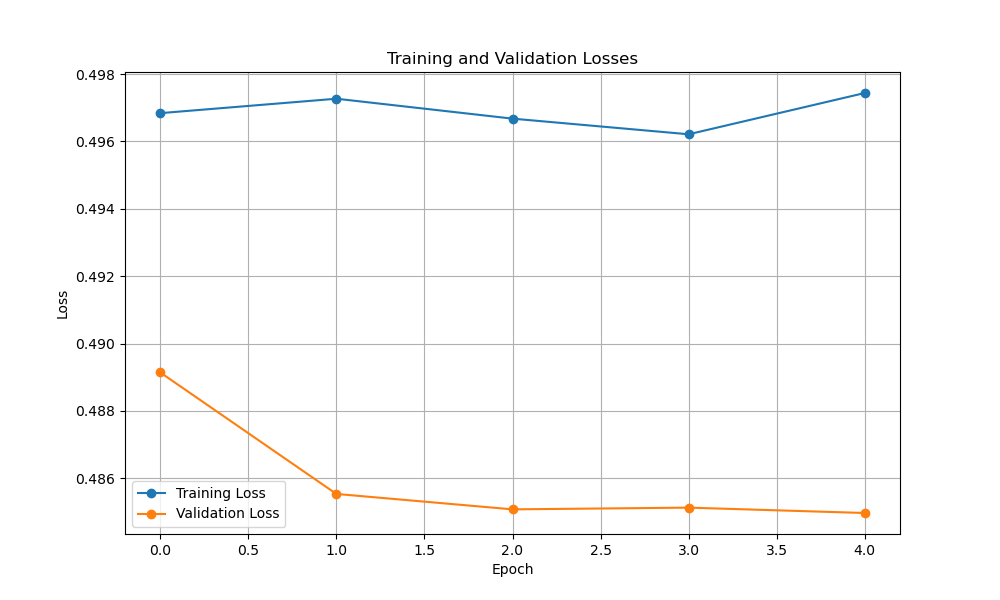 Training and Validation Losses
0.498
0.496
0.494
0.492
0.490
0.488
0.486
Loss
Training Loss
Validation Loss
0.0 0.5 1.0 1.5 2.0 2.5 3.0 3.5 4.0
Epoch